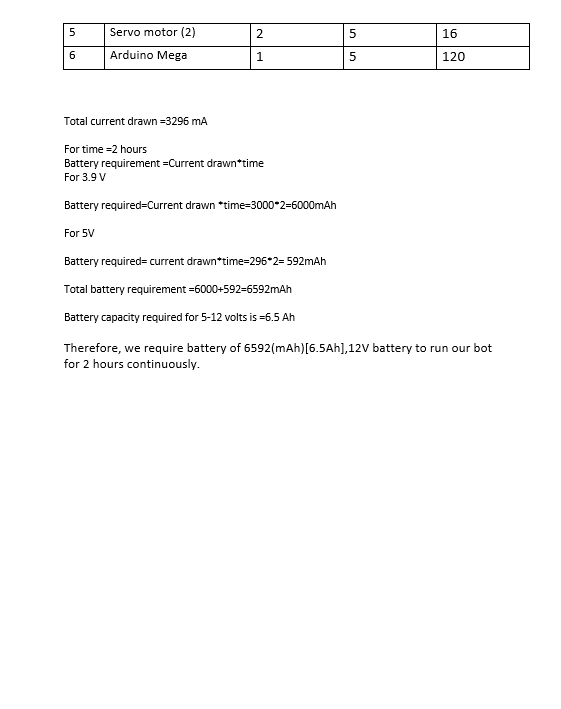 5 Servo motor (2) 2 5 16
6 Arduino Mega 1 5 120
Total current drawn =3296 mA
For time =2 hours
Battery requirement =Current drawn*time
For 3.9 V
Battery required=Current drawn *time=3000*2=6000mAh
For 5V
Battery required= current drawn*time=296*2= 592mAh
Total battery requirement =6000+592=6592mAh
Battery capacity required for 5-12 volts is =6.5 Ah
Therefore, we require battery of 6592(mAh)[6.5Ah],12V battery to run our bot
for 2 hours continuously.